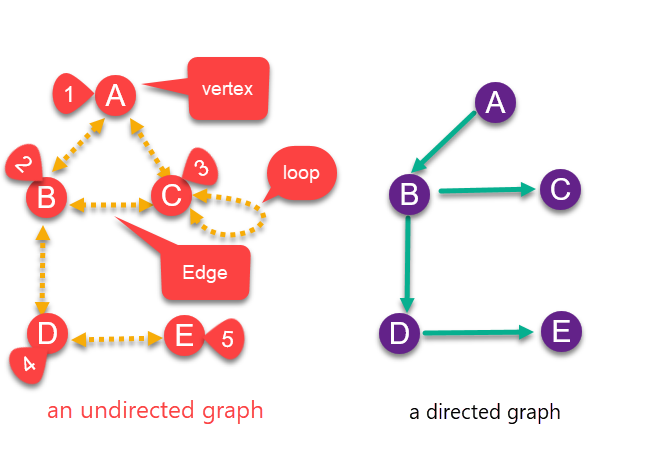 1
A
vertex
2
B
C
3
loop
Edge
D
4
E
5
an undirected graph
A
B
C
D
E
a directed graph